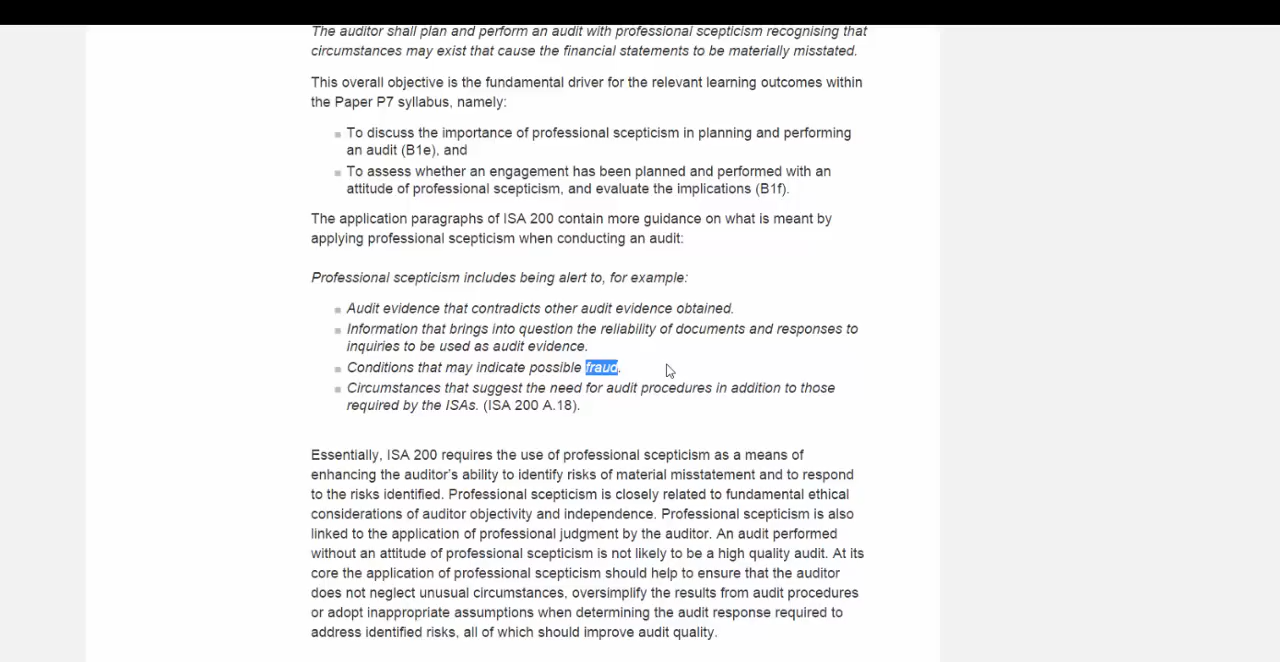 The auditor shall plan and perform an audit with professional scepticism recognising that
circumstances may exist that cause the financial statements to be materially misstated.
This overall objective is the fundamental driver for the relevant learning outcomes within
the Paper P7 syllabus, namely:
To discuss the importance of professional scepticism in planning and performing
an audit (B1e), and
To assess whether an engagement has been planned and performed with an
attitude of professional scepticism, and evaluate the implications (B1f).
The application paragraphs of ISA 200 contain more guidance on what is meant by
applying professional scepticism when conducting an audit:
Professional scepticism includes being alert to, for example:
Audit evidence that contradicts other audit evidence obtained.
Information that brings into question the reliability of documents and responses to
inquiries to be used as audit evidence.
Conditions that may indicate possible fraud.
Circumstances that suggest the need for audit procedures in addition to those
required by the ISAs. (ISA 200 A.18).
Essentially, ISA 200 requires the use of professional scepticism as a means of
enhancing the auditor's ability to identify risks of material misstatement and to respond
to the risks identified. Professional scepticism is closely related to fundamental ethical
considerations of auditor objectivity and independence. Professional scepticism is also
linked to the application of professional judgment by the auditor. An audit performed
without an attitude of professional scepticism is not likely to be a high quality audit. At its
core the application of professional scepticism should help to ensure that the auditor
does not neglect unusual circumstances, oversimplify the results from audit procedures
or adopt inappropriate assumptions when determining the audit response required to
address identified risks, all of which should improve audit quality.